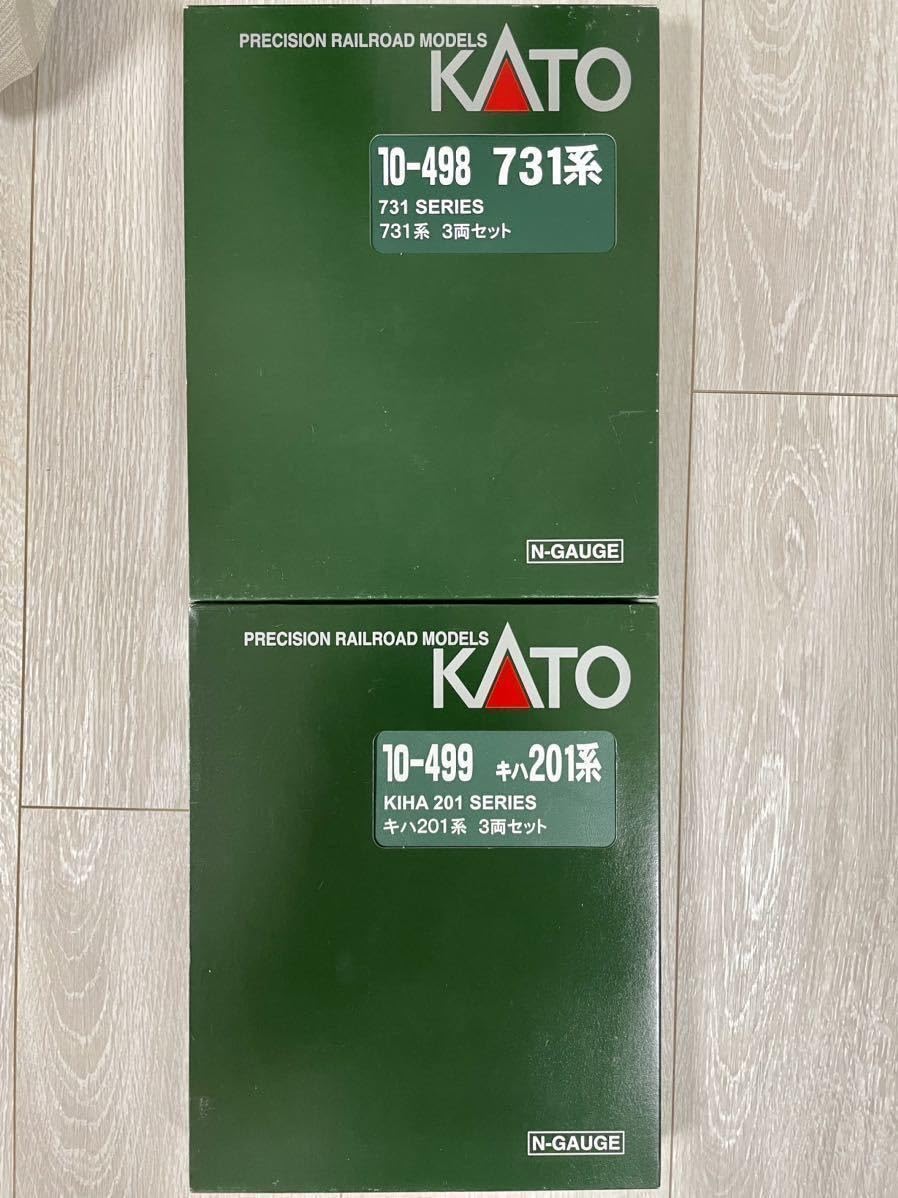 PRECISION RAILROAD MODELS
KATO
10-498 731系
731 SERIES
731系 3両セット
N-GAUGE
PRECISION RAILROAD MODELS
KATO
10-499 キハ201系
KIHA 201 SERIES
キハ201系 3両セット
N-GAUGE